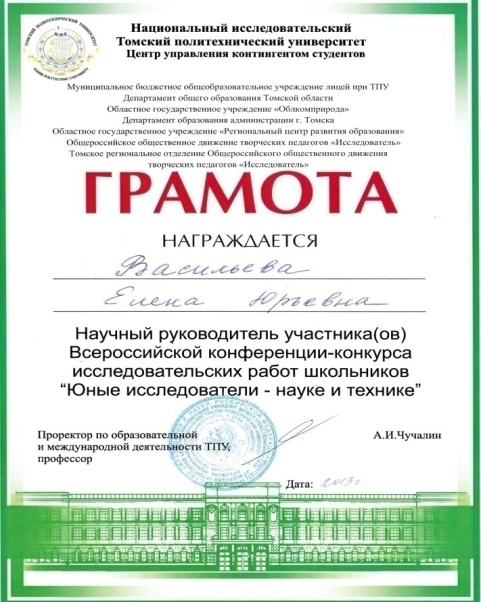 Национальный исследовательский
Томский политехнический университет
Центр управления контингентом студентов
Муниципальное бюджетное общеобразовательное учреждение лицей при ТПУ
Департамент общего образования Томской области
Областное государственное учреждение «Облкомприрода»
Департамент образования администрации г. Томска
Областное государственное учреждение «Региональный центр развития образования»
Общероссийское общественное движение творческих педагогов «Исследователь»
Томское региональное отделение Общероссийского общественного движения
творческих педагогов «Исследователь»
ГРАМОТА
НАГРАЖДАЕТСЯ
Васильева
Елена Юрьевна
Научный руководитель участника(ов)
Всероссийской конференции-конкурса
исследовательских работ школьников
“Юные исследователи - науке и технике”
Проректор по образовательной
и международной деятельности ТПУ,
профессор
А.И.Чучалин
Дата: 2013г.